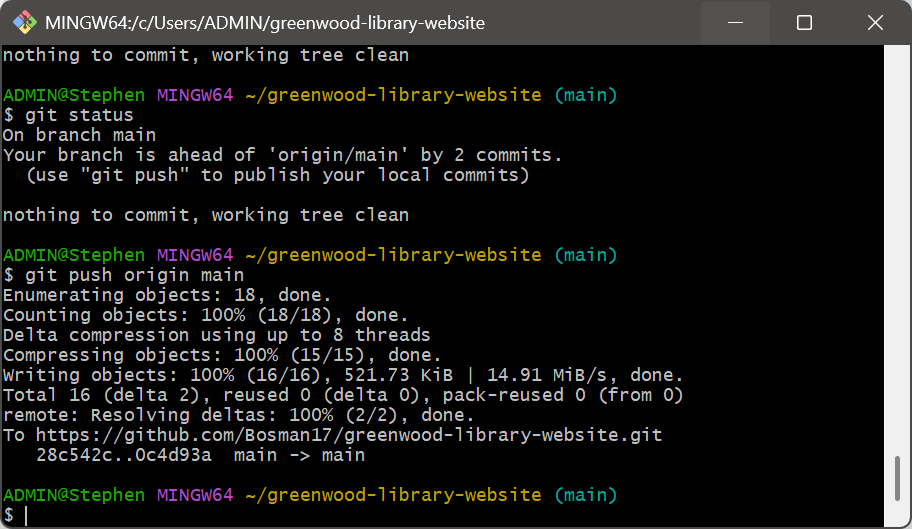 MINGW64:/c/Users/ADMIN/greenwood-library-website
nothing to commit, working tree clean
ADMIN@Stephen MINGW64 ~/greenwood-library-website (main)
$ git status
On branch main
Your branch is ahead of 'origin/main' by 2 commits.
  (use "git push" to publish your local commits)
nothing to commit, working tree clean
ADMIN@Stephen MINGW64 ~/greenwood-library-website (main)
$ git push origin main
Enumerating objects: 18, done.
Counting objects: 100% (18/18), done.
Delta compression using up to 8 threads
Compressing objects: 100% (15/15), done.
Writing objects: 100% (16/16), 521.73 KiB | 14.91 MiB/s, done.
Total 16 (delta 2), reused 0 (delta 0), pack-reused 0 (from 0)
remote: Resolving deltas: 100% (2/2), done.
To https://github.com/Bosman17/greenwood-library-website.git
   28c542c..0c4d93a  main -> main
ADMIN@Stephen MINGW64 ~/greenwood-library-website (main)
$